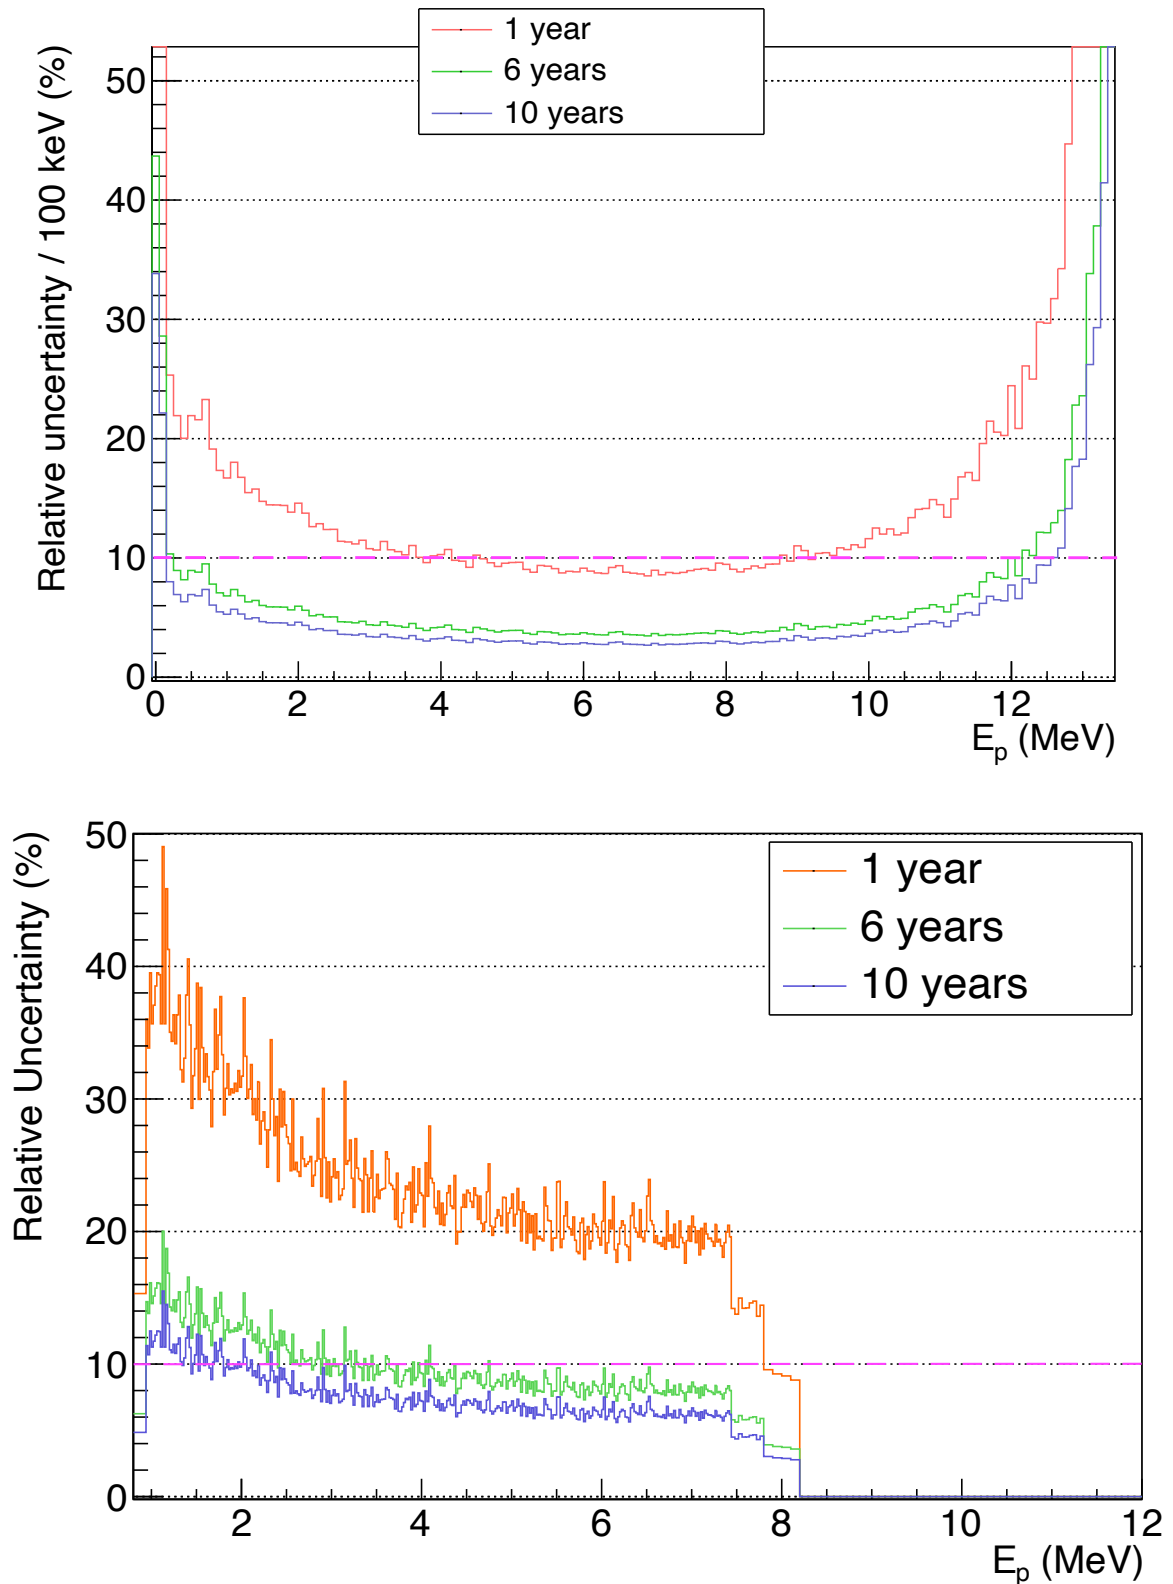 1 year
6 years
10 years
Relative uncertainty / 100 keV (%)
50
40
30
20
10
0
0 2 4 6 8 10 12
E_p (MeV)
1 year
6 years
10 years
Relative Uncertainty (%)
50
40
30
20
10
0
2 4 6 8 10 12
E_p (MeV)